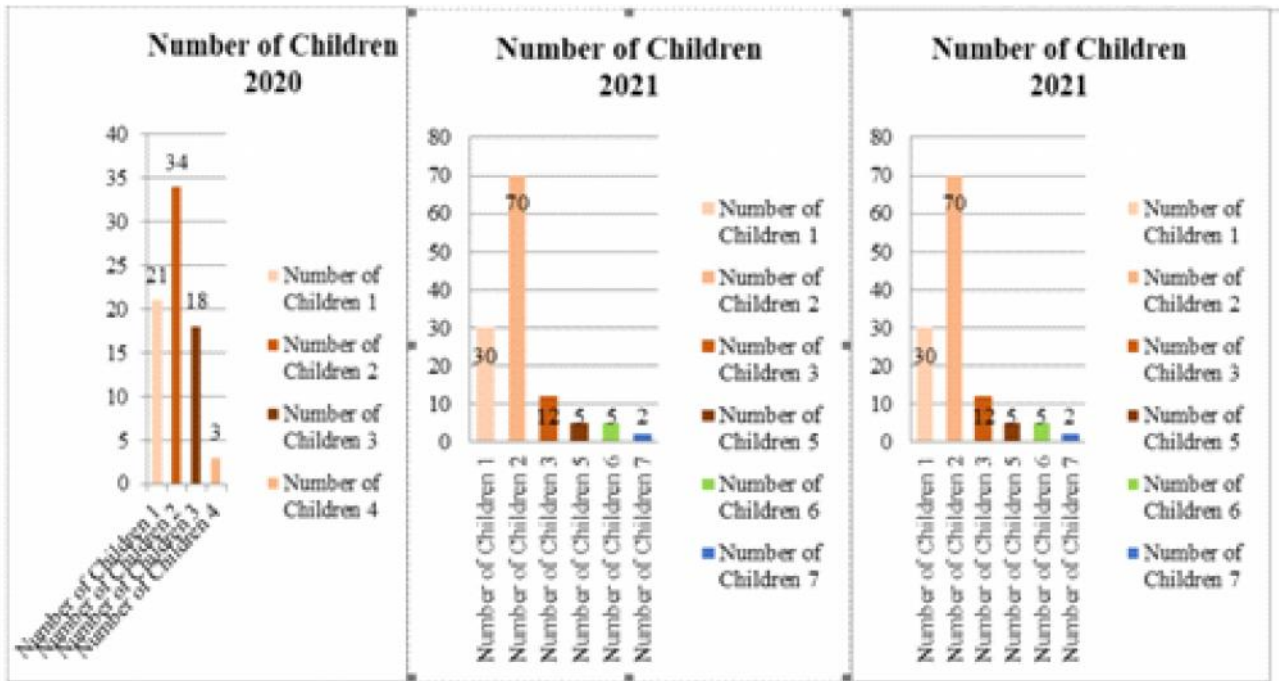 Number of Children
2020
40
35
30
25
20
15
10
5
0
21
34
18
3
Number of Children 1
Number of Children 2
Number of Children 3
Number of Children 4
Number of
Children 1
Number of
Children 2
Number of
Children 3
Number of
Children 4
Number of Children
2021
80
70
60
50
40
30
20
10
0
30
70
12
5
5
2
Number of Children 1
Number of Children 2
Number of Children 3
Number of Children 5
Number of Children 6
Number of Children 7
Number of
Children 1
Number of
Children 2
Number of
Children 3
Number of
Children 5
Number of
Children 6
Number of
Children 7
Number of Children
2021
80
70
60
50
40
30
20
10
0
30
70
12
5
5
2
Number of Children 1
Number of Children 2
Number of Children 3
Number of Children 5
Number of Children 6
Number of Children 7
Number of
Children 1
Number of
Children 2
Number of
Children 3
Number of
Children 5
Number of
Children 6
Number of
Children 7